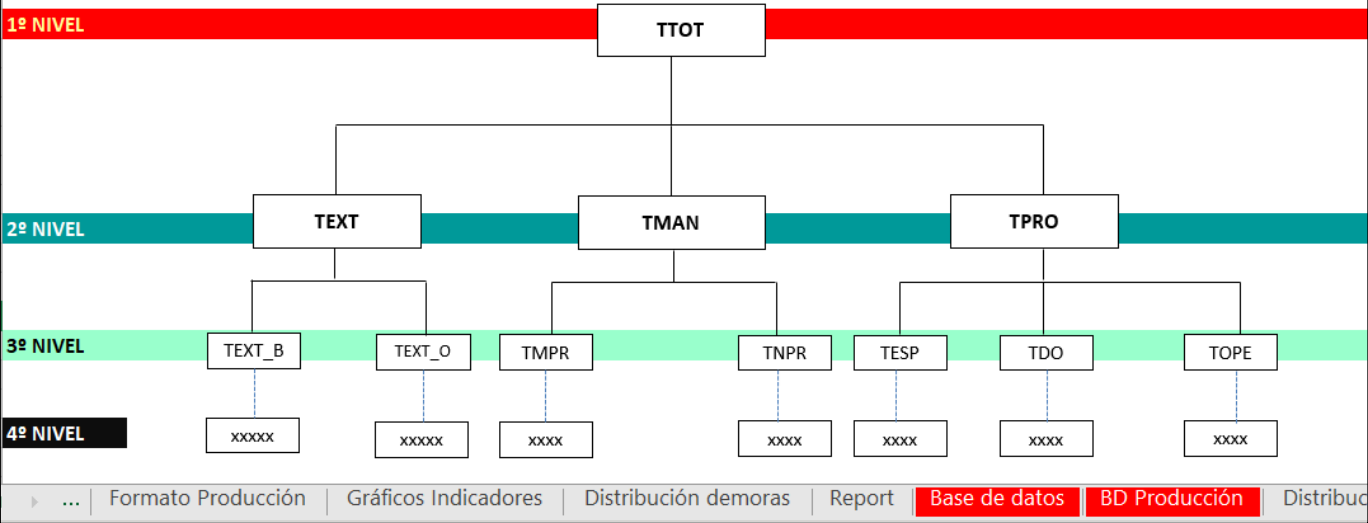 1º NIVEL
TTOT
2º NIVEL
TEXT
TMAN
TPRO
3º NIVEL
TEXT_B
TEXT_O
TMPR
TNPR
TESP
TDO
TOPE
4º NIVEL
xxxxx
xxxxx
xxxx
xxxx
xxxx
xxxx
xxxx
... Formato Producción Gráficos Indicadores Distribución demoras Report Base de datos BD Producción Distribuc